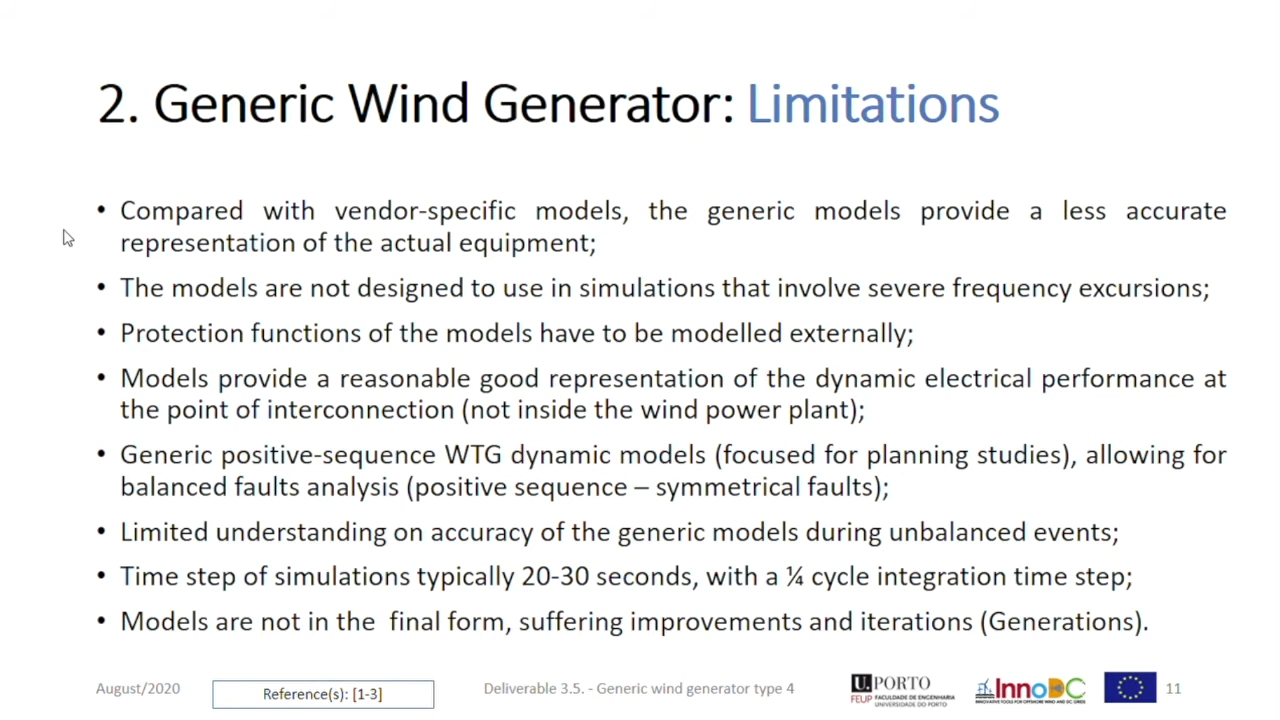 2. Generic Wind Generator: Limitations
• Compared with vendor-specific models, the generic models provide a less accurate
representation of the actual equipment;
• The models are not designed to use in simulations that involve severe frequency excursions;
• Protection functions of the models have to be modelled externally;
• Models provide a reasonable good representation of the dynamic electrical performance at
the point of interconnection (not inside the wind power plant);
• Generic positive-sequence WTG dynamic models (focused for planning studies), allowing for
balanced faults analysis (positive sequence – symmetrical faults);
• Limited understanding on accuracy of the generic models during unbalanced events;
• Time step of simulations typically 20-30 seconds, with a ¼ cycle integration time step;
• Models are not in the final form, suffering improvements and iterations (Generations).
August/2020
Reference(s): [1-3]
Deliverable 3.5. - Generic wind generator type 4
U.PORTO
FEUP FACULDADE DE ENGENHARIA
UNIVERSIDADE DO PORTO
InnoDC
INNOVATIVE TOOLS FOR OFFSHORE WIND AND DC GRIDS
11